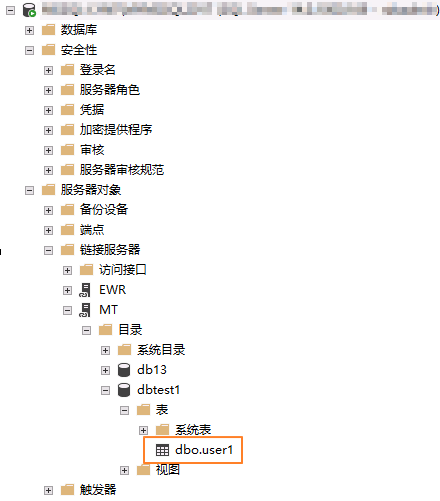 数据库
安全性
登录名
服务器角色
凭据
加密提供程序
审核
服务器审核规范
服务器对象
备份设备
端点
链接服务器
访问接口
EWR
MT
目录
系统目录
db13
dbtest1
表
系统表
dbo.user1
视图
触发器